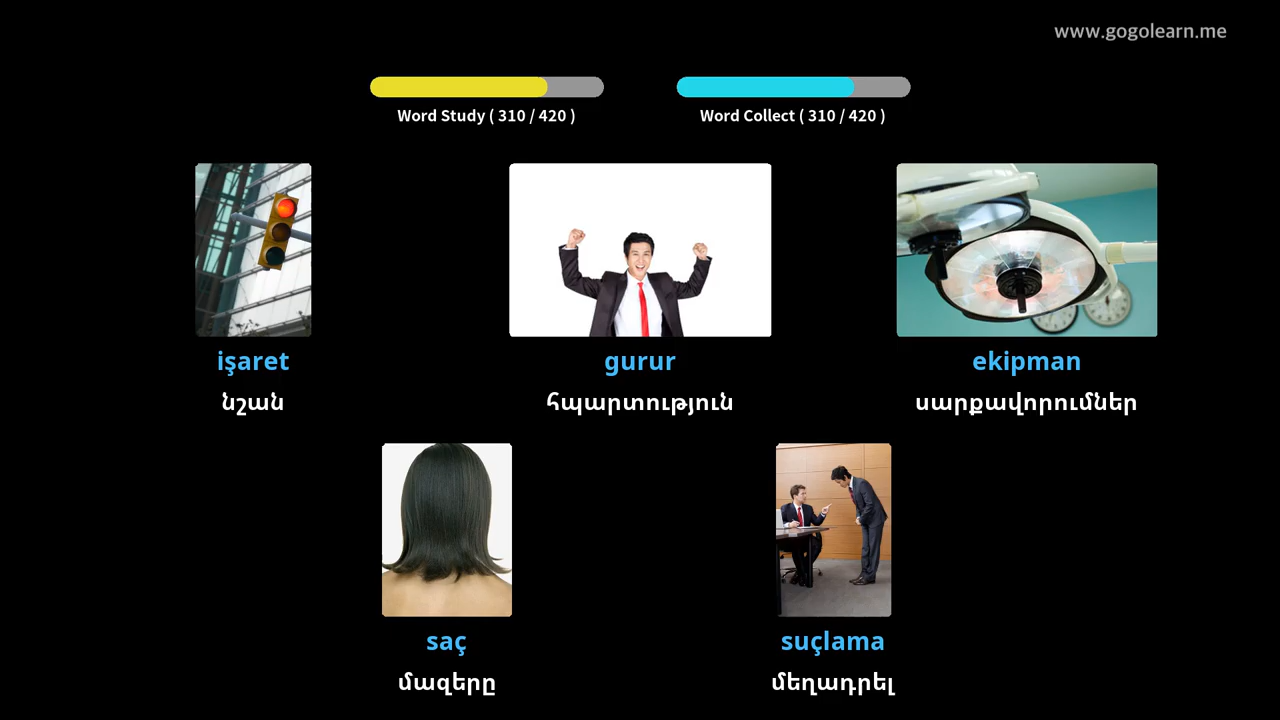 www.gogolearn.me
Word Study ( 310 / 420 )
Word Collect ( 310 / 420 )
işaret
նշան
gurur
հպարտություն
ekipman
սարքավորումներ
saç
մազերը
suçlama
մեղադրել